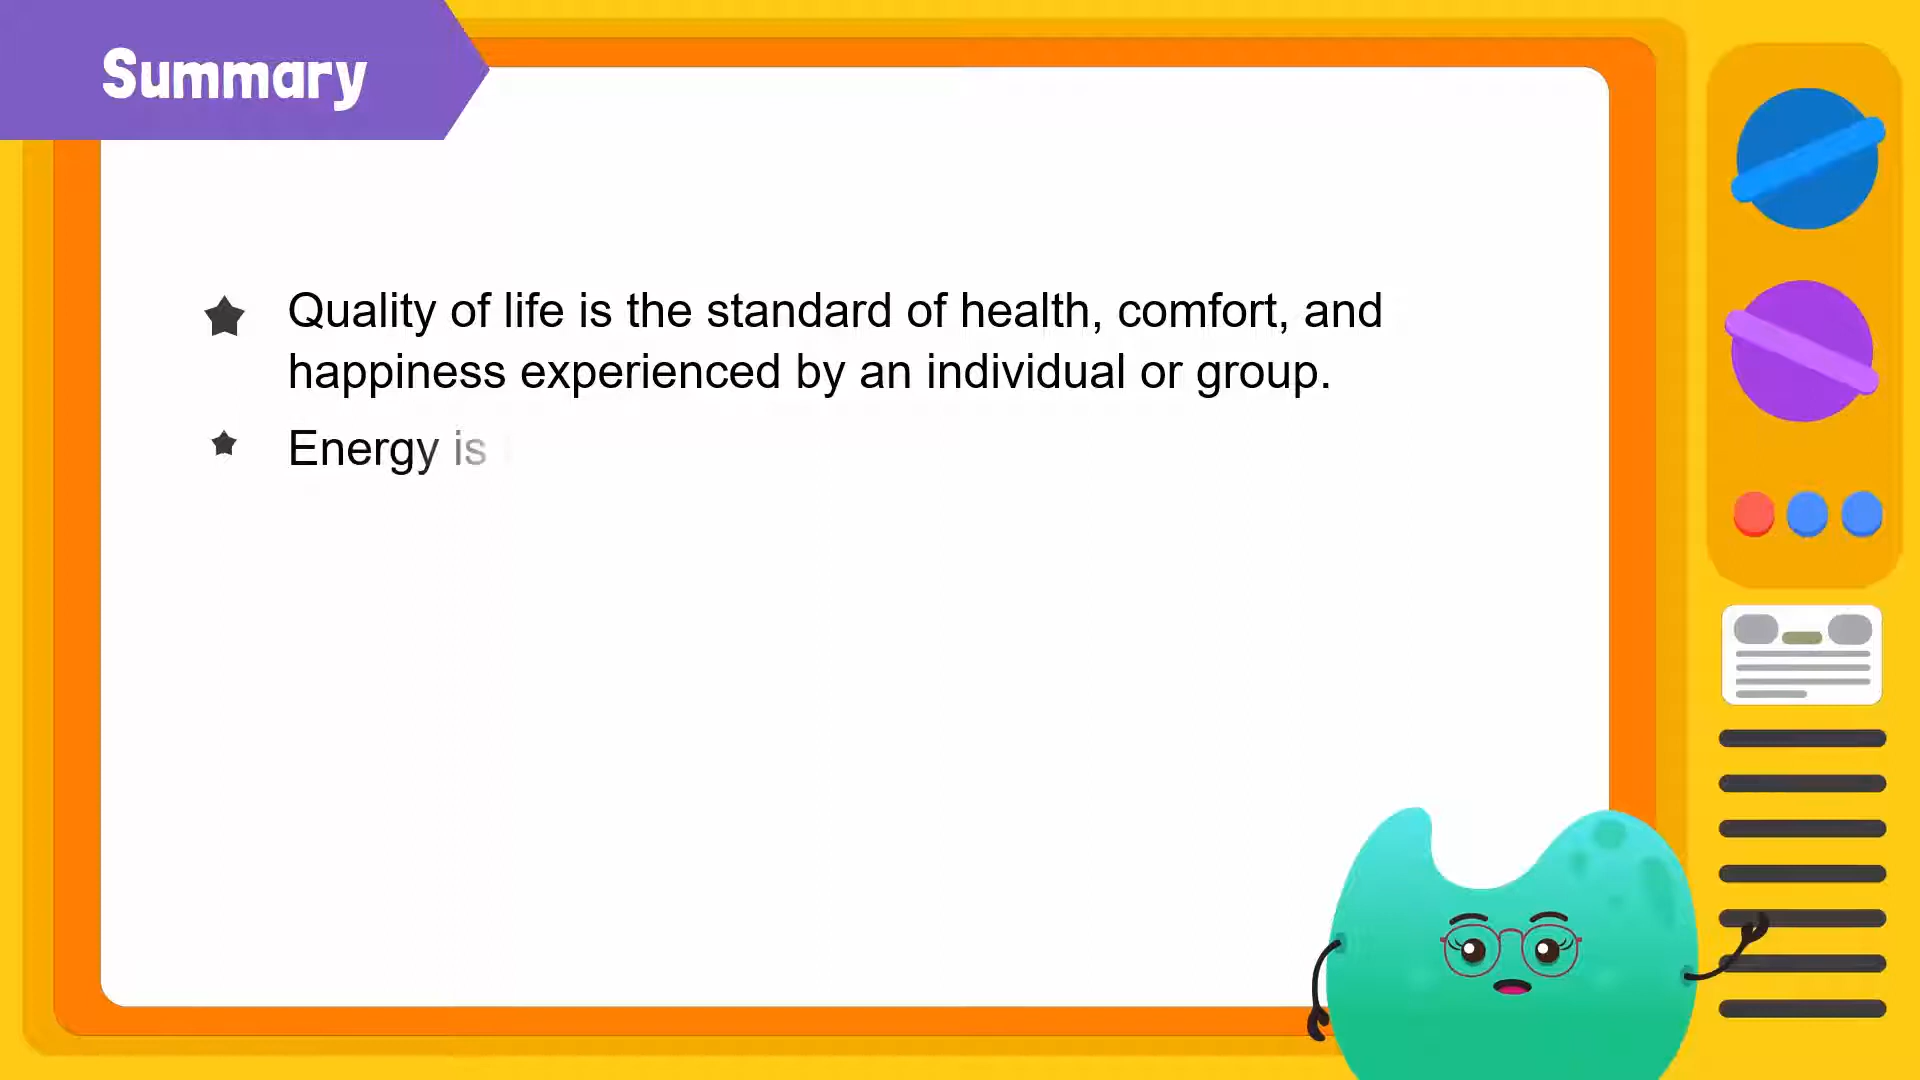 Summary
Quality of life is the standard of health, comfort, and
happiness experienced by an individual or group.
Energy is